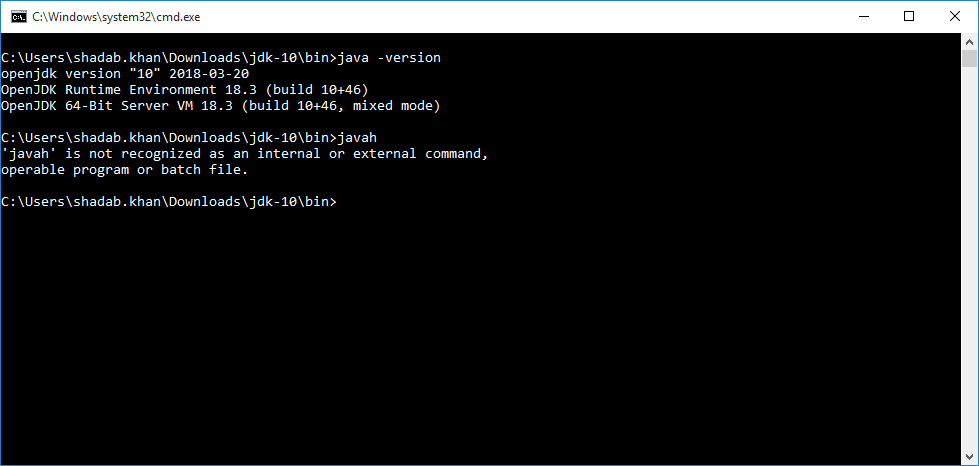 C:\Windows\system32\cmd.exe
C:\Users\shadab.khan\Downloads\jdk-10\bin>java -version
openjdk version "10" 2018-03-20
OpenJDK Runtime Environment 18.3 (build 10+46)
OpenJDK 64-Bit Server VM 18.3 (build 10+46, mixed mode)
C:\Users\shadab.khan\Downloads\jdk-10\bin>javah
'javah' is not recognized as an internal or external command,
operable program or batch file.
C:\Users\shadab.khan\Downloads\jdk-10\bin>